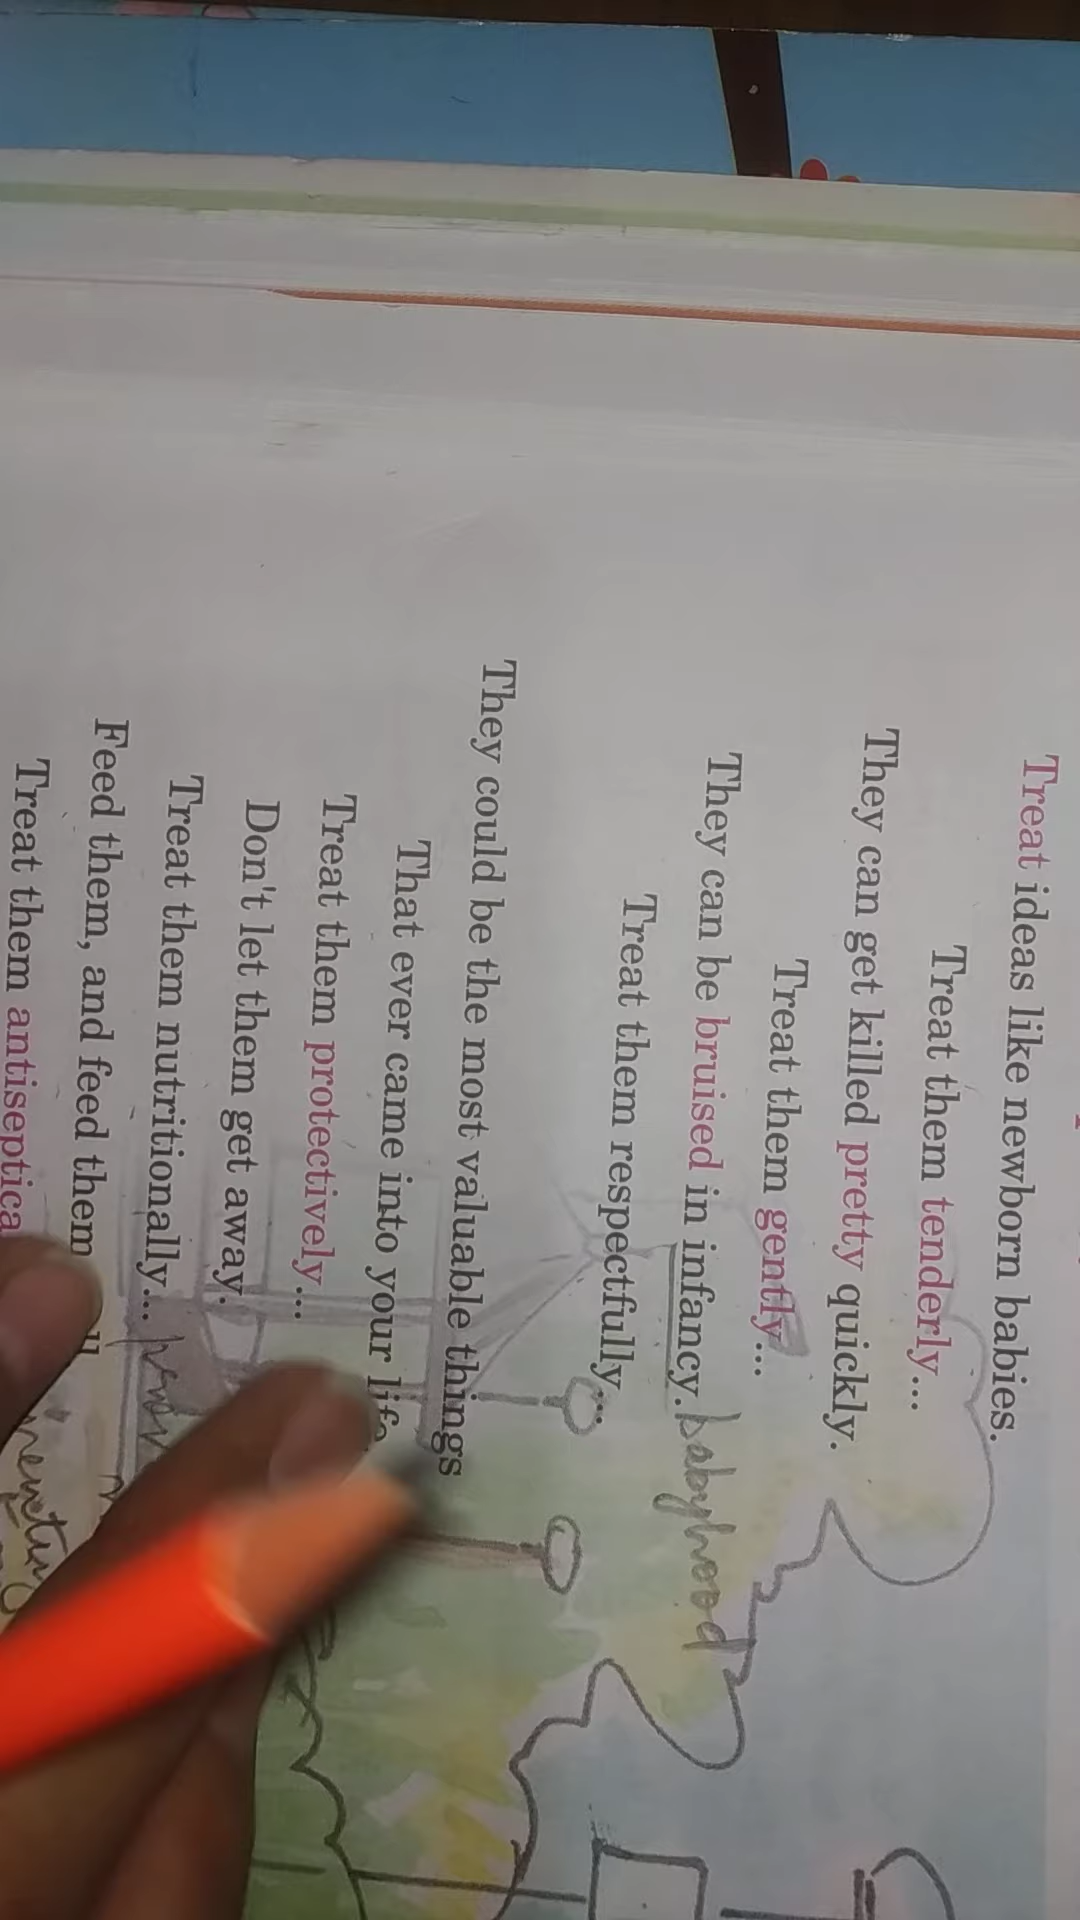 Treat ideas like newborn babies.
Treat them tenderly...
They can get killed pretty quickly.
Treat them gently...
They can be bruised in infancy. babyhood
Treat them respectfully...
They could be the most valuable things
That ever came into your life
Treat them protectively...
Don't let them get away.
Treat them nutritionally...
Feed them, and feed them
Treat them antiseptica